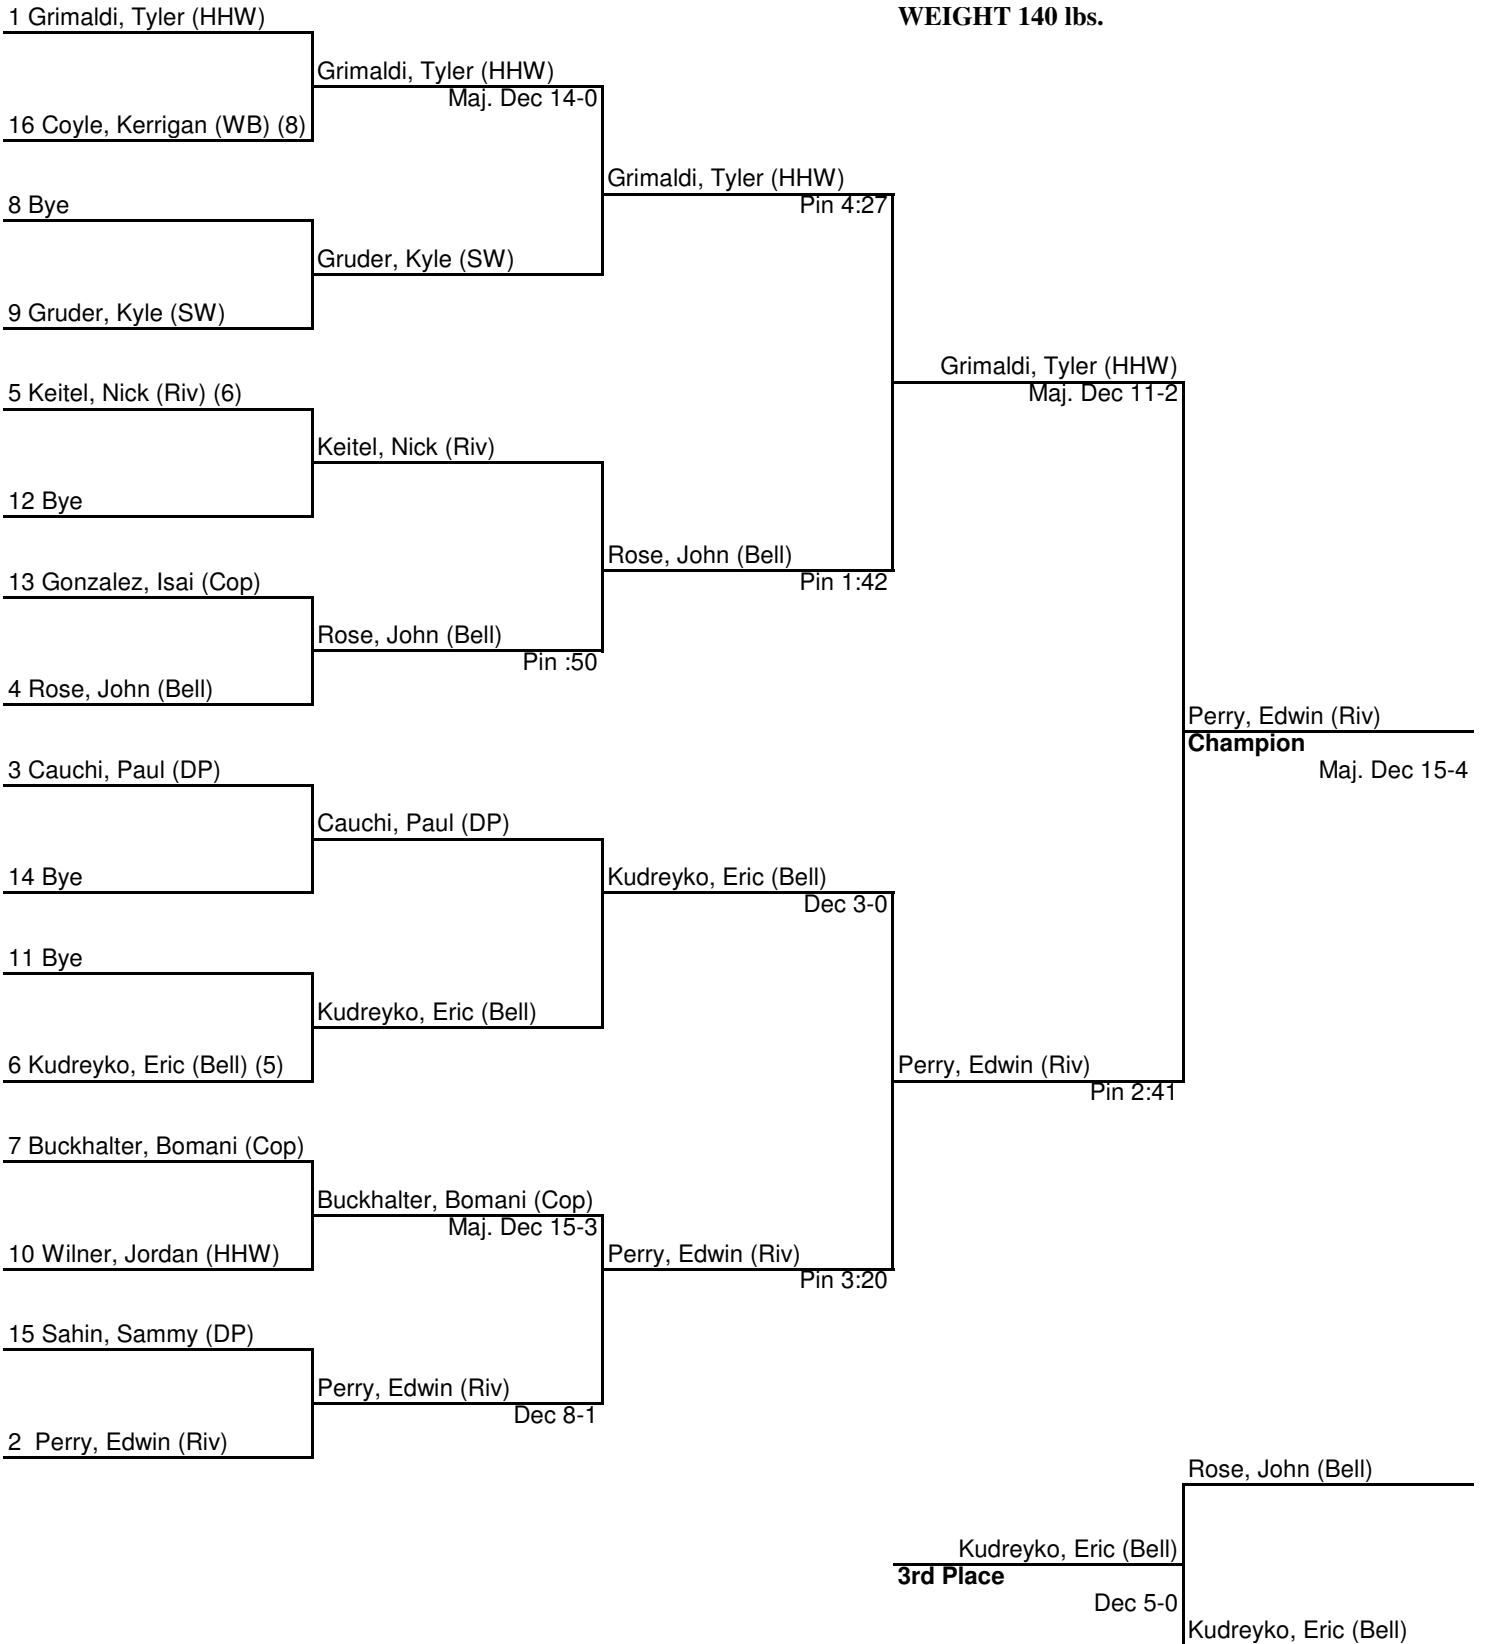 1 Grimaldi, Tyler (HHW)
WEIGHT 140 lbs.
Grimaldi, Tyler (HHW)
Maj. Dec 14-0
16 Coyle, Kerrigan (WB) (8)
Grimaldi, Tyler (HHW)
Pin 4:27
8 Bye
Gruder, Kyle (SW)
9 Gruder, Kyle (SW)
Grimaldi, Tyler (HHW)
Maj. Dec 11-2
5 Keitel, Nick (Riv) (6)
Keitel, Nick (Riv)
12 Bye
Rose, John (Bell)
Pin 1:42
13 Gonzalez, Isai (Cop)
Rose, John (Bell)
Pin :50
4 Rose, John (Bell)
Perry, Edwin (Riv)
Champion
Maj. Dec 15-4
3 Cauchi, Paul (DP)
Cauchi, Paul (DP)
14 Bye
Kudreyko, Eric (Bell)
Dec 3-0
11 Bye
Kudreyko, Eric (Bell)
6 Kudreyko, Eric (Bell) (5)
Perry, Edwin (Riv)
Pin 2:41
7 Buckhalter, Bomani (Cop)
Buckhalter, Bomani (Cop)
Maj. Dec 15-3
10 Wilner, Jordan (HHW)
Perry, Edwin (Riv)
Pin 3:20
15 Sahin, Sammy (DP)
Perry, Edwin (Riv)
Dec 8-1
2 Perry, Edwin (Riv)
Rose, John (Bell)
Kudreyko, Eric (Bell)
3rd Place
Dec 5-0
Kudreyko, Eric (Bell)